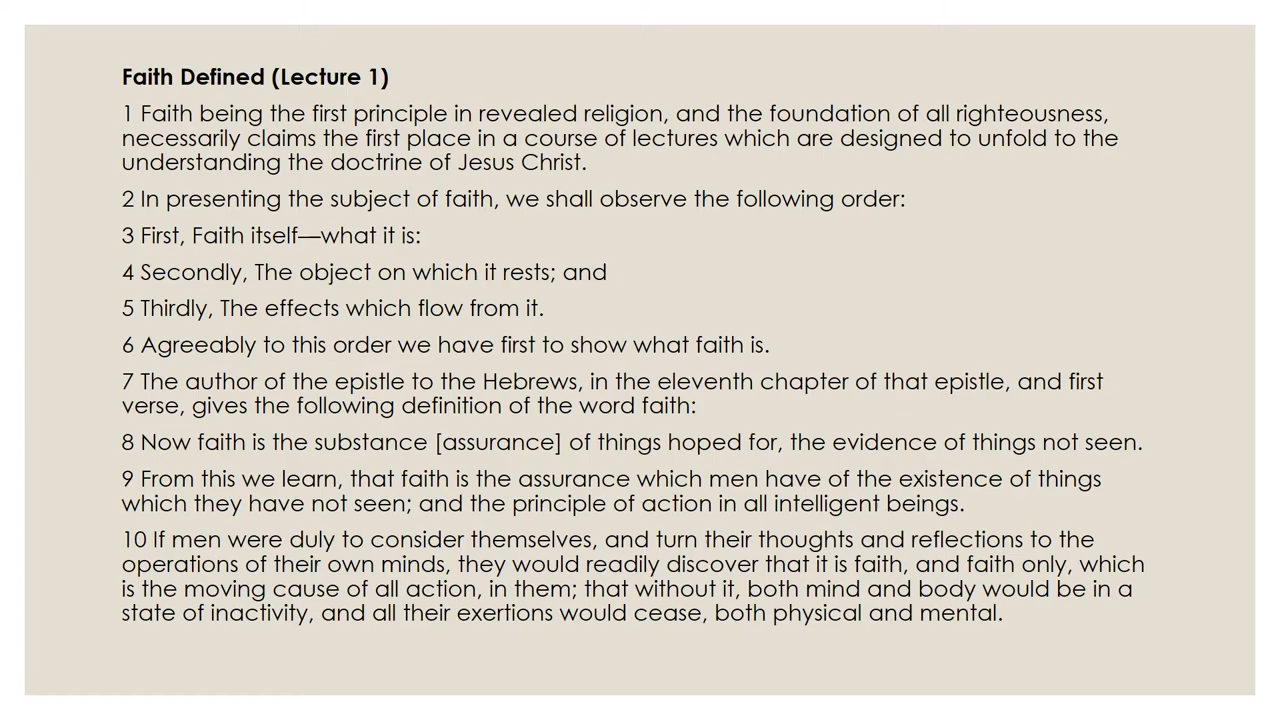 Faith Defined (Lecture 1)
1 Faith being the first principle in revealed religion, and the foundation of all righteousness,
necessarily claims the first place in a course of lectures which are designed to unfold to the
understanding the doctrine of Jesus Christ.
2 In presenting the subject of faith, we shall observe the following order:
3 First, Faith itself—what it is:
4 Secondly, The object on which it rests; and
5 Thirdly, The effects which flow from it.
6 Agreeably to this order we have first to show what faith is.
7 The author of the epistle to the Hebrews, in the eleventh chapter of that epistle, and first
verse, gives the following definition of the word faith:
8 Now faith is the substance [assurance] of things hoped for, the evidence of things not seen.
9 From this we learn, that faith is the assurance which men have of the existence of things
which they have not seen; and the principle of action in all intelligent beings.
10 If men were duly to consider themselves, and turn their thoughts and reflections to the
operations of their own minds, they would readily discover that it is faith, and faith only, which
is the moving cause of all action, in them; that without it, both mind and body would be in a
state of inactivity, and all their exertions would cease, both physical and mental.